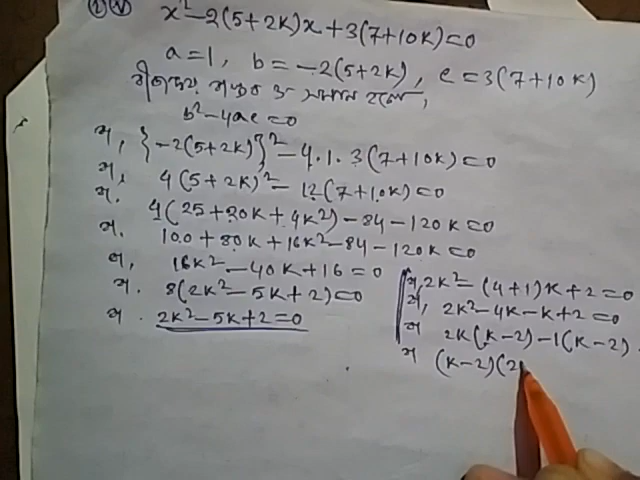 ① ⓥ x² - 2(5+2k)x + 3(7+10k) = 0
a = 1, b = -2(5+2k), c = 3(7+10k)
বীজদ্বয় বাস্তব ও সমান হলে,
b² - 4ac = 0
বা, {-2(5+2k)}² - 4.1.3(7+10k) = 0
বা, 4(5+2k)² - 12(7+10k) = 0
বা, 4(25+20k+4k²) - 84 - 120k = 0
বা, 100 + 80k + 16k² - 84 - 120k = 0
বা, 16k² - 40k + 16 = 0
বা, 8(2k² - 5k + 2) = 0
বা, 2k² - 5k + 2 = 0
বা, 2k² - (4+1)k + 2 = 0
বা, 2k² - 4k - k + 2 = 0
বা 2k(k-2) - 1(k-2)
বা (k-2)(2